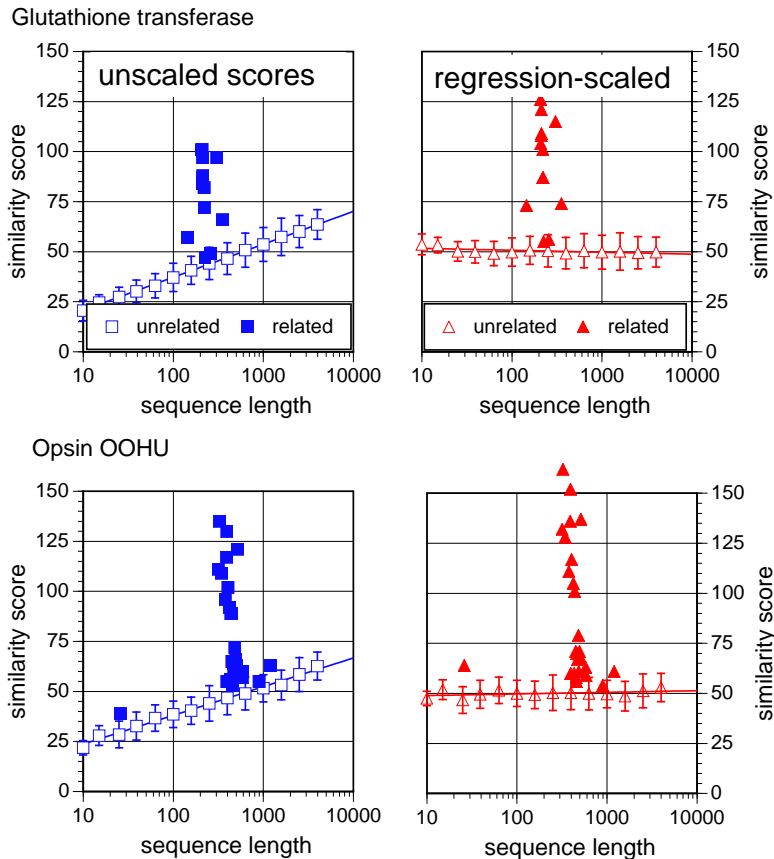 Glutathione transferase
unscaled scores
regression-scaled
150
125
100
75
50
25
0
similarity score
unrelated related
10 100 1000 10000
sequence length
150
125
100
75
50
25
0
similarity score
unrelated related
10 100 1000 10000
sequence length
Opsin OOHU
150
125
100
75
50
25
0
similarity score
10 100 1000 10000
sequence length
150
125
100
75
50
25
0
similarity score
10 100 1000 10000
sequence length